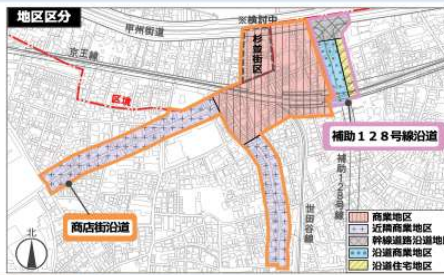 地区区分
※検討中
甲州街道
杉並街区
京王線
区境
補助128号線沿道
補助128号線
世田谷線
商店街沿道
北
商業地区
近隣商業地区
幹線道路沿道地区
沿道商業地区
沿道住宅地区